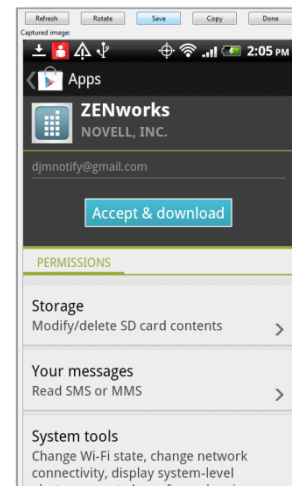 Refresh Rotate Save Copy Done
Captured image:
2:05 PM
Apps
ZENworks
NOVELL, INC.
djmnotify@gmail.com
Accept & download
PERMISSIONS
Storage
Modify/delete SD card contents
Your messages
Read SMS or MMS
System tools
Change Wi-Fi state, change network
connectivity, display system-level